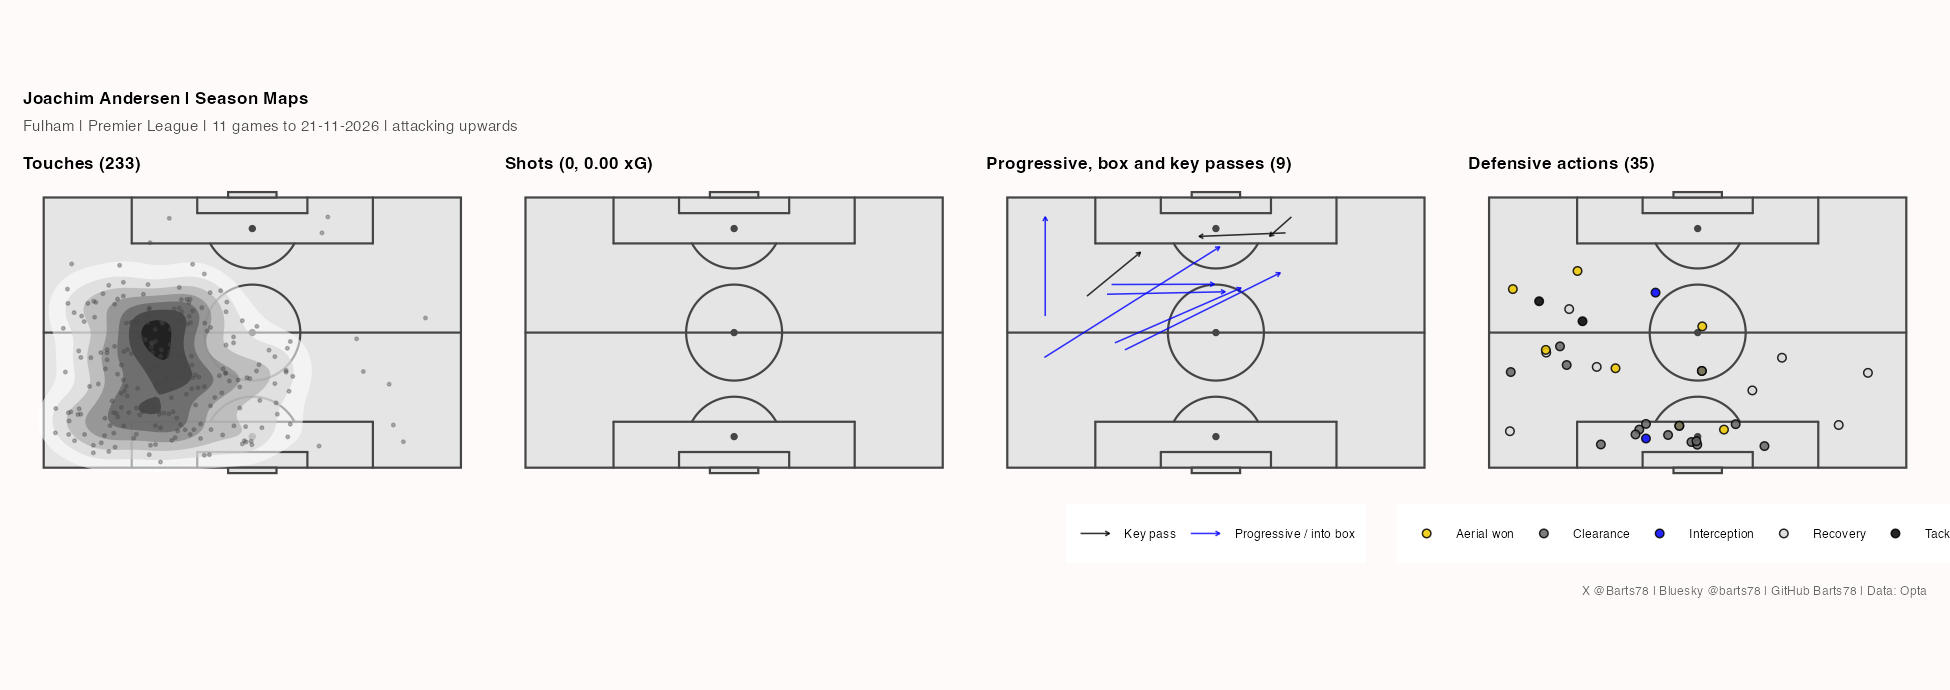 Joachim Andersen | Season Maps
Fulham | Premier League | 11 games to 21-11-2026 | attacking upwards
Touches (233)
Shots (0, 0.00 xG)
Progressive, box and key passes (9)
Defensive actions (35)
Key pass
Progressive / into box
Aerial won
Clearance
Interception
Recovery
Tack
X @Barts78 | Bluesky @barts78 | GitHub Barts78 | Data: Opta